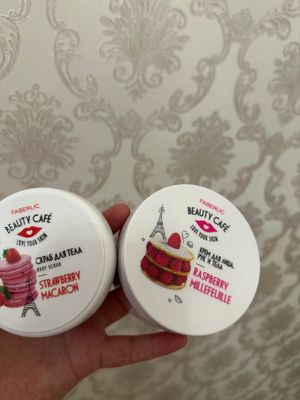 FABERLIC
BEAUTY CAFÉ
LOVE YOUR SKIN
СКРАБ ДЛЯ ТЕЛА
BODY SCRUB
STRAWBERRY
MACARON
FABERLIC
BEAUTY CAFÉ
LOVE YOUR SKIN
КРЕМ ДЛЯ ЛИЦА,
РУК И ТЕЛА
RASPBERRY
MILLEFEUILLE